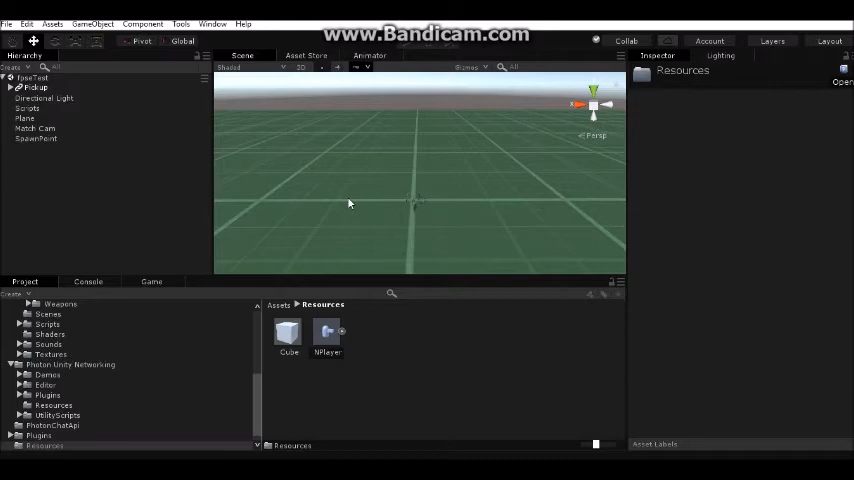 www.Bandicam.com
File Edit Assets GameObject Component Tools Window Help
Pivot Global Collab Account Layers Layout
Hierarchy Scene Asset Store Animator Inspector Lighting
Create All Shaded 2D Gizmos All
fpseTest
Pickup
Directional Light
Scripts
Plane
Match Cam
SpawnPoint
X
Persp
Resources
Open
Project Console Game
Create
Weapons
Scenes
Scripts
Shaders
Sounds
Textures
Photon Unity Networking
Demos
Editor
Plugins
Resources
UtilityScripts
PhotonChatApi
Plugins
Resources
Assets Resources
Cube NPlayer
Resources
Asset Labels